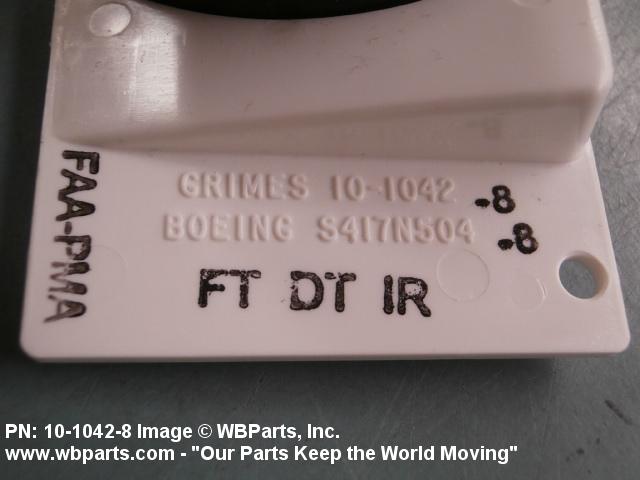 FAA-PMA
GRIMES 10-1042 -8
BOEING S417N504 -8
FT DT IR
PN: 10-1042-8 Image © WBParts, Inc.
www.wbparts.com - "Our Parts Keep the World Moving"